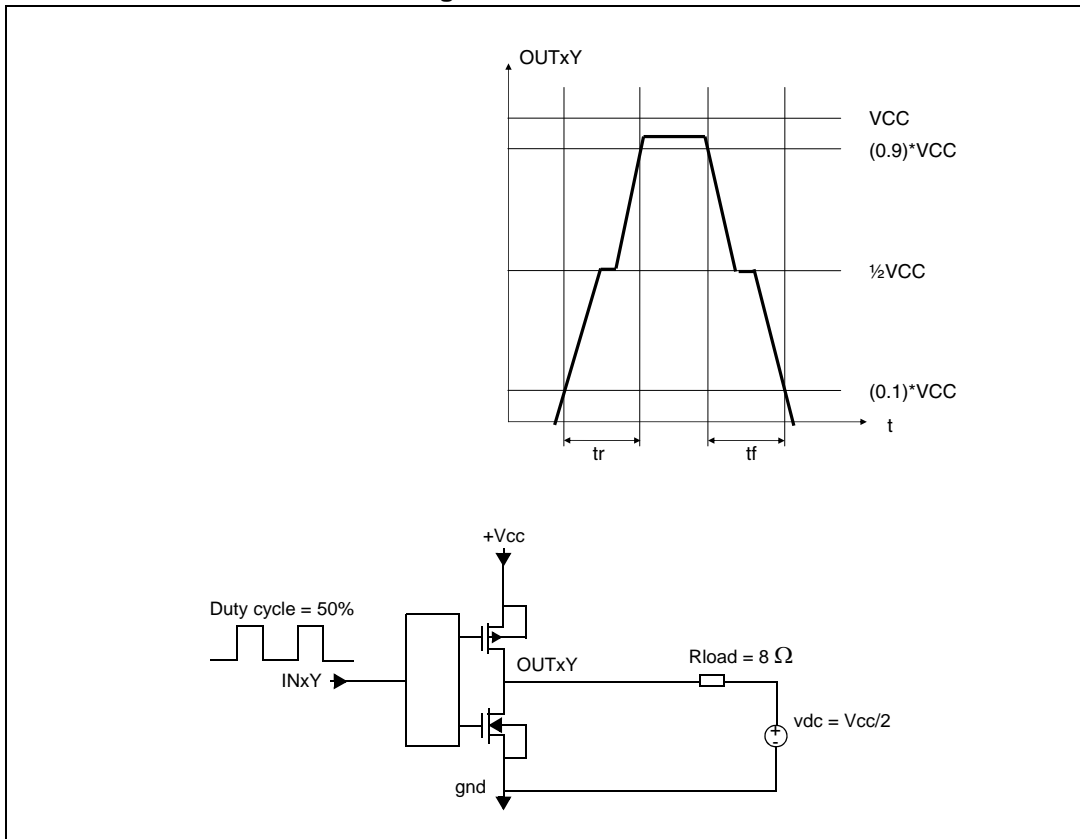 OUTxY
VCC
(0.9)*VCC
½VCC
(0.1)*VCC
t
tr
tf
+Vcc
Duty cycle = 50%
OUTxY
Rload = 8 Ω
INxY
vdc = Vcc/2
+
-
gnd